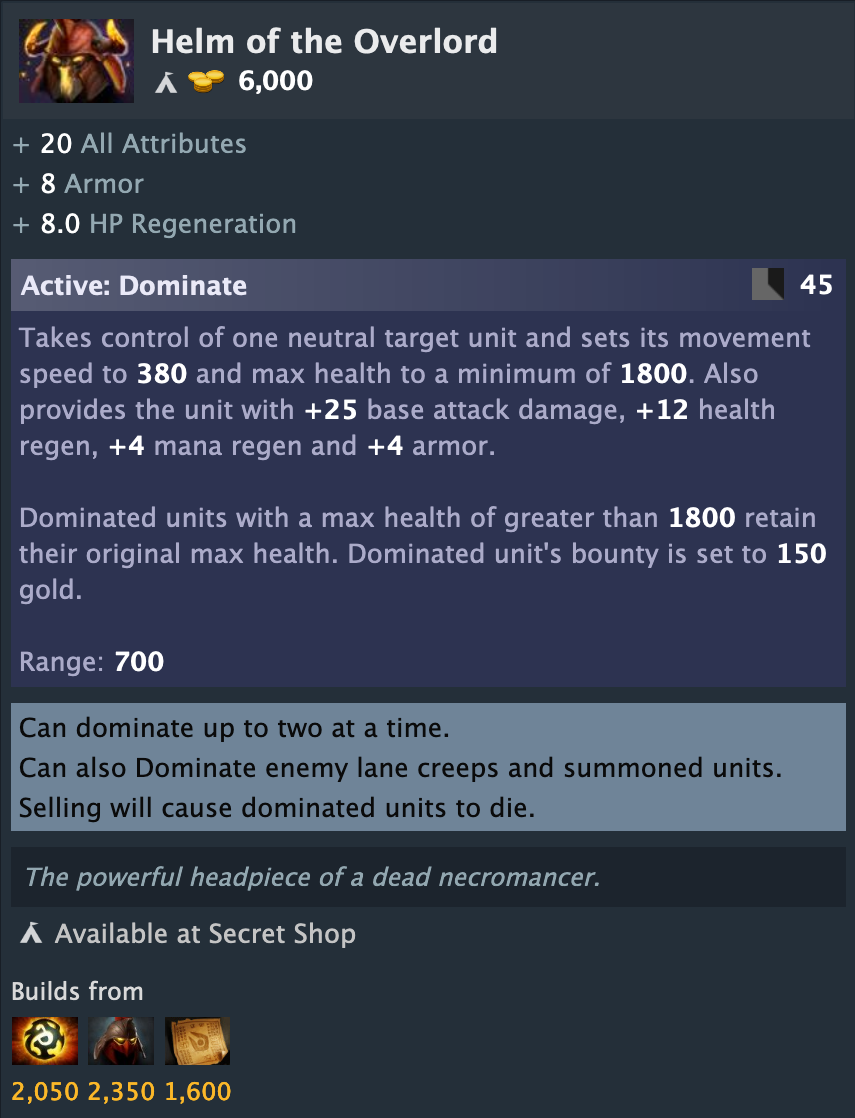 Helm of the Overlord
6,000
+ 20 All Attributes
+ 8 Armor
+ 8.0 HP Regeneration
Active: Dominate 45
Takes control of one neutral target unit and sets its movement
speed to 380 and max health to a minimum of 1800. Also
provides the unit with +25 base attack damage, +12 health
regen, +4 mana regen and +4 armor.
Dominated units with a max health of greater than 1800 retain
their original max health. Dominated unit's bounty is set to 150
gold.
Range: 700
Can dominate up to two at a time.
Can also Dominate enemy lane creeps and summoned units.
Selling will cause dominated units to die.
The powerful headpiece of a dead necromancer.
Available at Secret Shop
Builds from
2,050 2,350 1,600